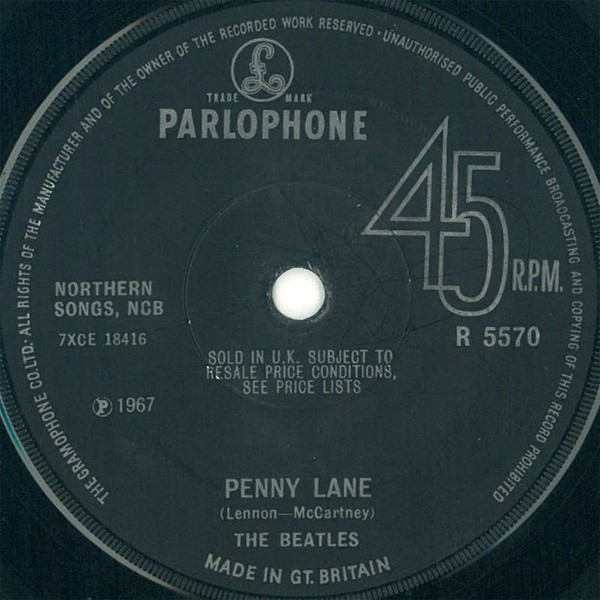 THE GRAMOPHONE CO. LTD. · ALL RIGHTS OF THE MANUFACTURER AND OF THE OWNER OF THE RECORDED WORK RESERVED · UNAUTHORISED PUBLIC PERFORMANCE BROADCASTING AND COPYING OF THIS RECORD PROHIBITED
£
TRADE MARK
PARLOPHONE
45 R.P.M.
NORTHERN
SONGS, NCB
7XCE 18416
R 5570
SOLD IN U.K. SUBJECT TO
RESALE PRICE CONDITIONS,
SEE PRICE LISTS
℗ 1967
PENNY LANE
(Lennon—McCartney)
THE BEATLES
MADE IN GT. BRITAIN